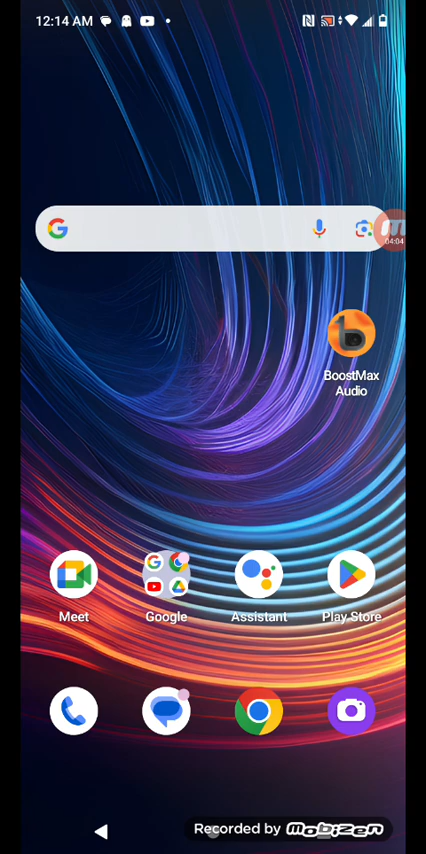 12:14 AM
04:04
BoostMax
Audio
Meet
Google
Assistant
Play Store
Recorded by mobizen